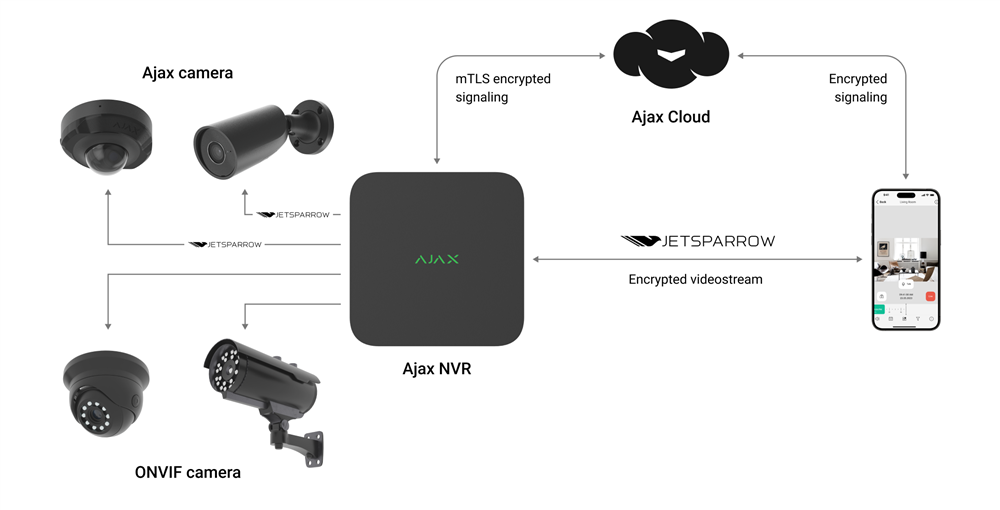 Ajax camera
AJAX
mTLS encrypted
signaling
Ajax Cloud
Encrypted
signaling
JETSPARROW
JETSPARROW
AJAX
JETSPARROW
Encrypted videostream
Ajax NVR
ONVIF camera